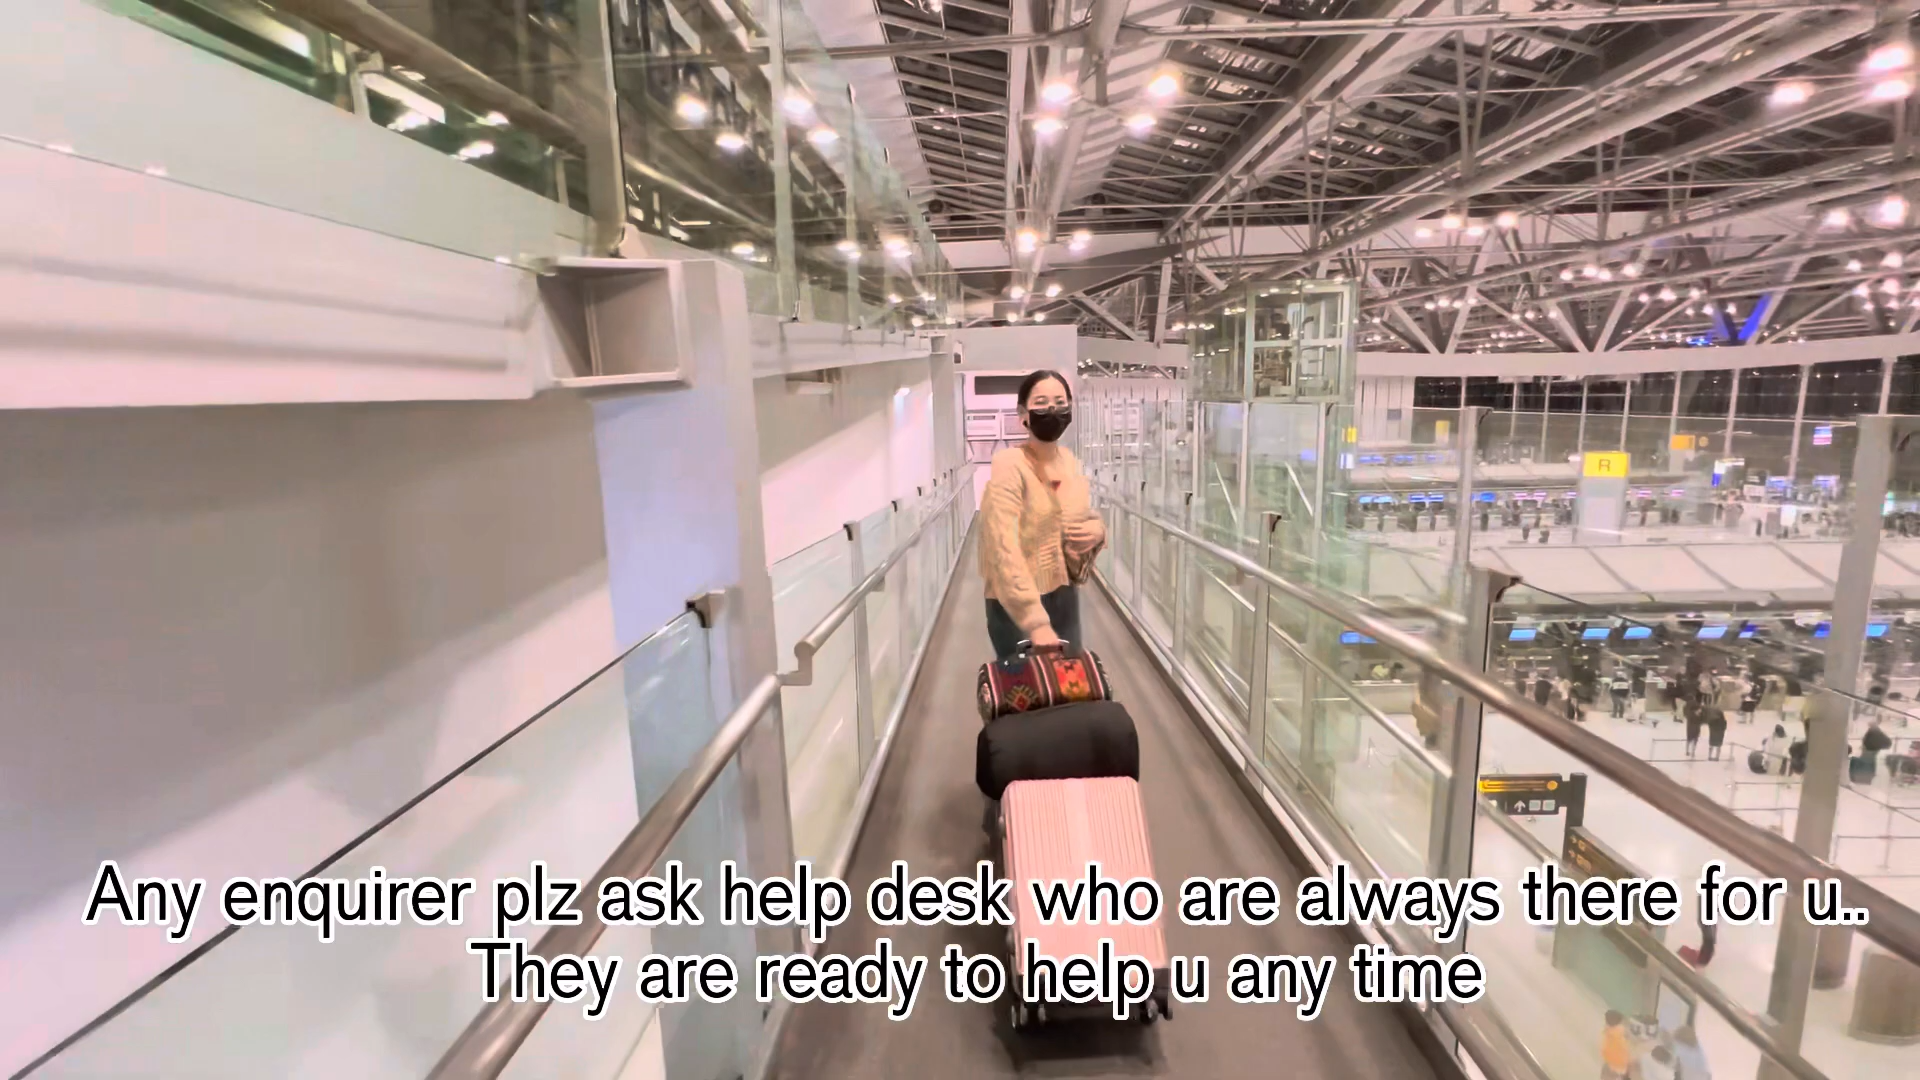 R
Any enquirer plz ask help desk who are always there for u..
They are ready to help u any time